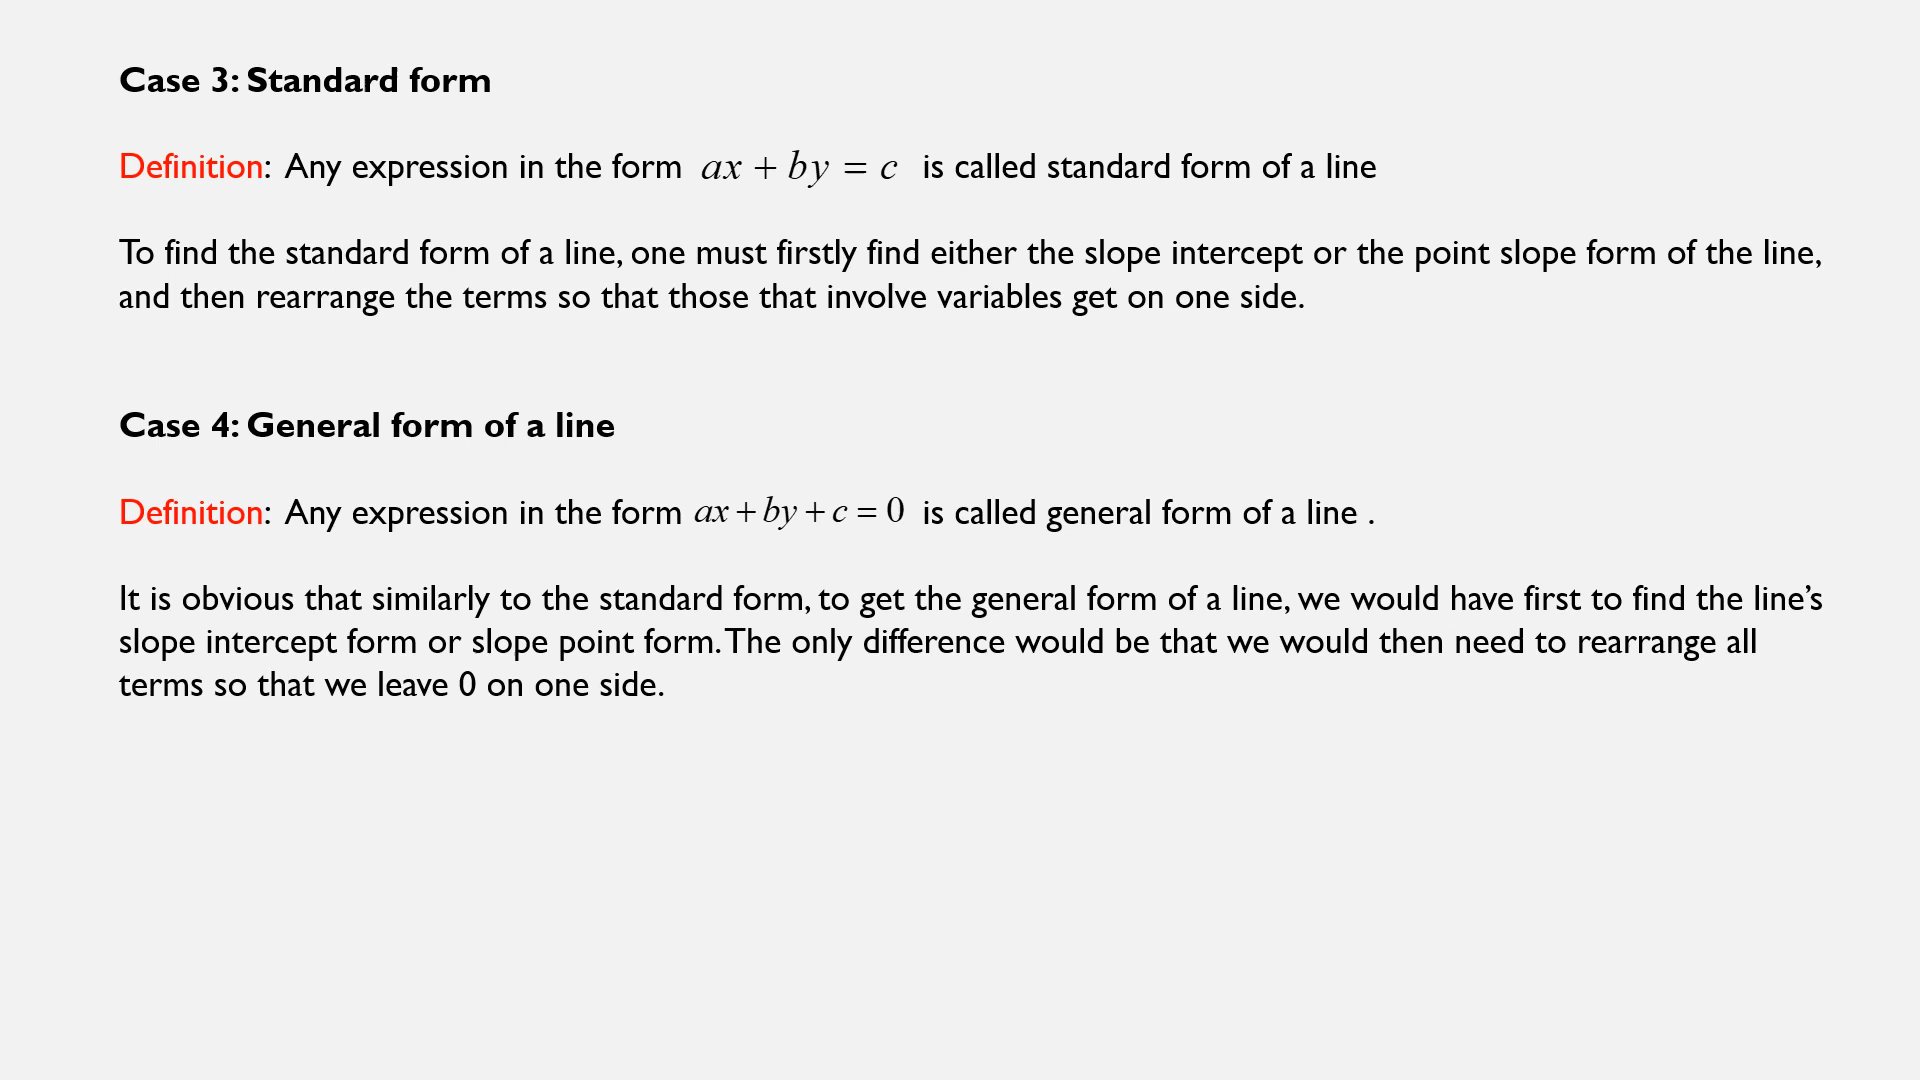 Case 3: Standard form
Definition: Any expression in the form ax + by = c is called standard form of a line
To find the standard form of a line, one must firstly find either the slope intercept or the point slope form of the line,
and then rearrange the terms so that those that involve variables get on one side.
Case 4: General form of a line
Definition: Any expression in the form ax + by + c = 0 is called general form of a line .
It is obvious that similarly to the standard form, to get the general form of a line, we would have first to find the line’s
slope intercept form or slope point form. The only difference would be that we would then need to rearrange all
terms so that we leave 0 on one side.